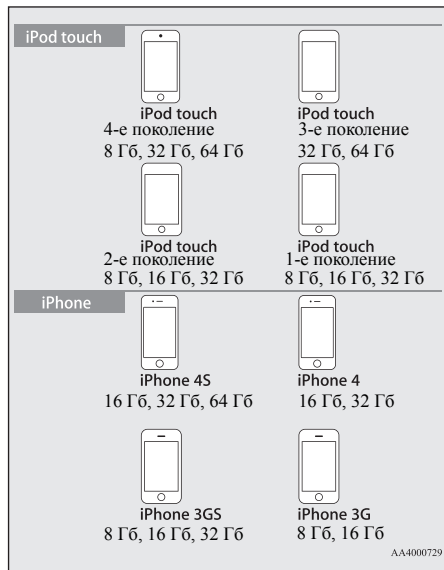 iPod touch
iPod touch
4-е поколение
8 Гб, 32 Гб, 64 Гб
iPod touch
3-е поколение
32 Гб, 64 Гб
iPod touch
2-е поколение
8 Гб, 16 Гб, 32 Гб
iPod touch
1-е поколение
8 Гб, 16 Гб, 32 Гб
iPhone
iPhone 4S
16 Гб, 32 Гб, 64 Гб
iPhone 4
16 Гб, 32 Гб
iPhone 3GS
8 Гб, 16 Гб, 32 Гб
iPhone 3G
8 Гб, 16 Гб
AA4000729